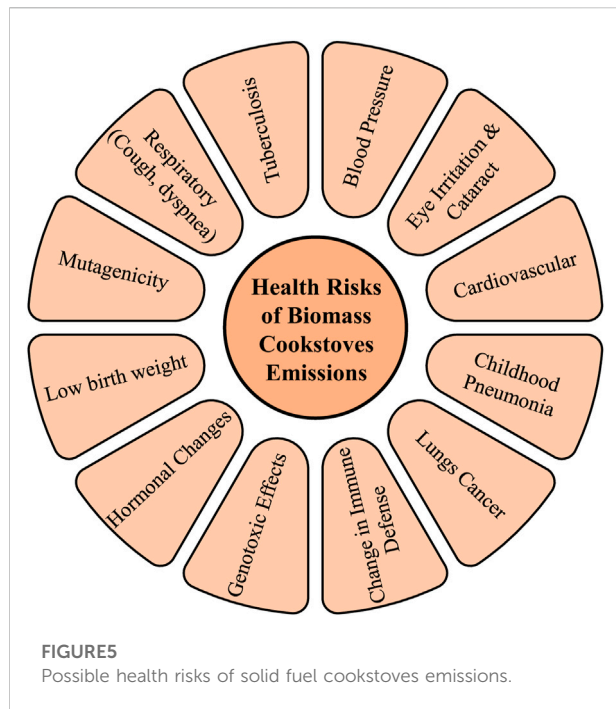 Tuberculosis
Blood Pressure
Eye Irritation &
Cataract
Cardiovascular
Childhood
Pneumonia
Lungs Cancer
Change in Immune
Defense
Genotoxic Effects
Hormonal Changes
Low birth weight
Mutagenicity
Respiratory
(Cough, dyspnea)
Health Risks
of Biomass
Cookstoves
Emissions
FIGURE5
Possible health risks of solid fuel cookstoves emissions.